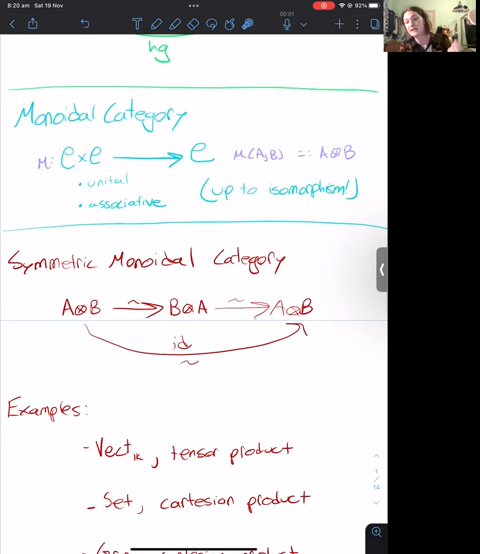 8:20 am Sat 19 Nov
00:01
92%
hg
Monoidal Category
M: C×C ⟶ C M(A,B) =: A⊗B
• unital (up to isomorphism!)
• associative
Symmetric Monoidal Category
A⊗B ⥲ B⊗A ⥲ A⊗B
id
~
Examples:
- Vect_k, tensor product
- Set, cartesian product
1
14